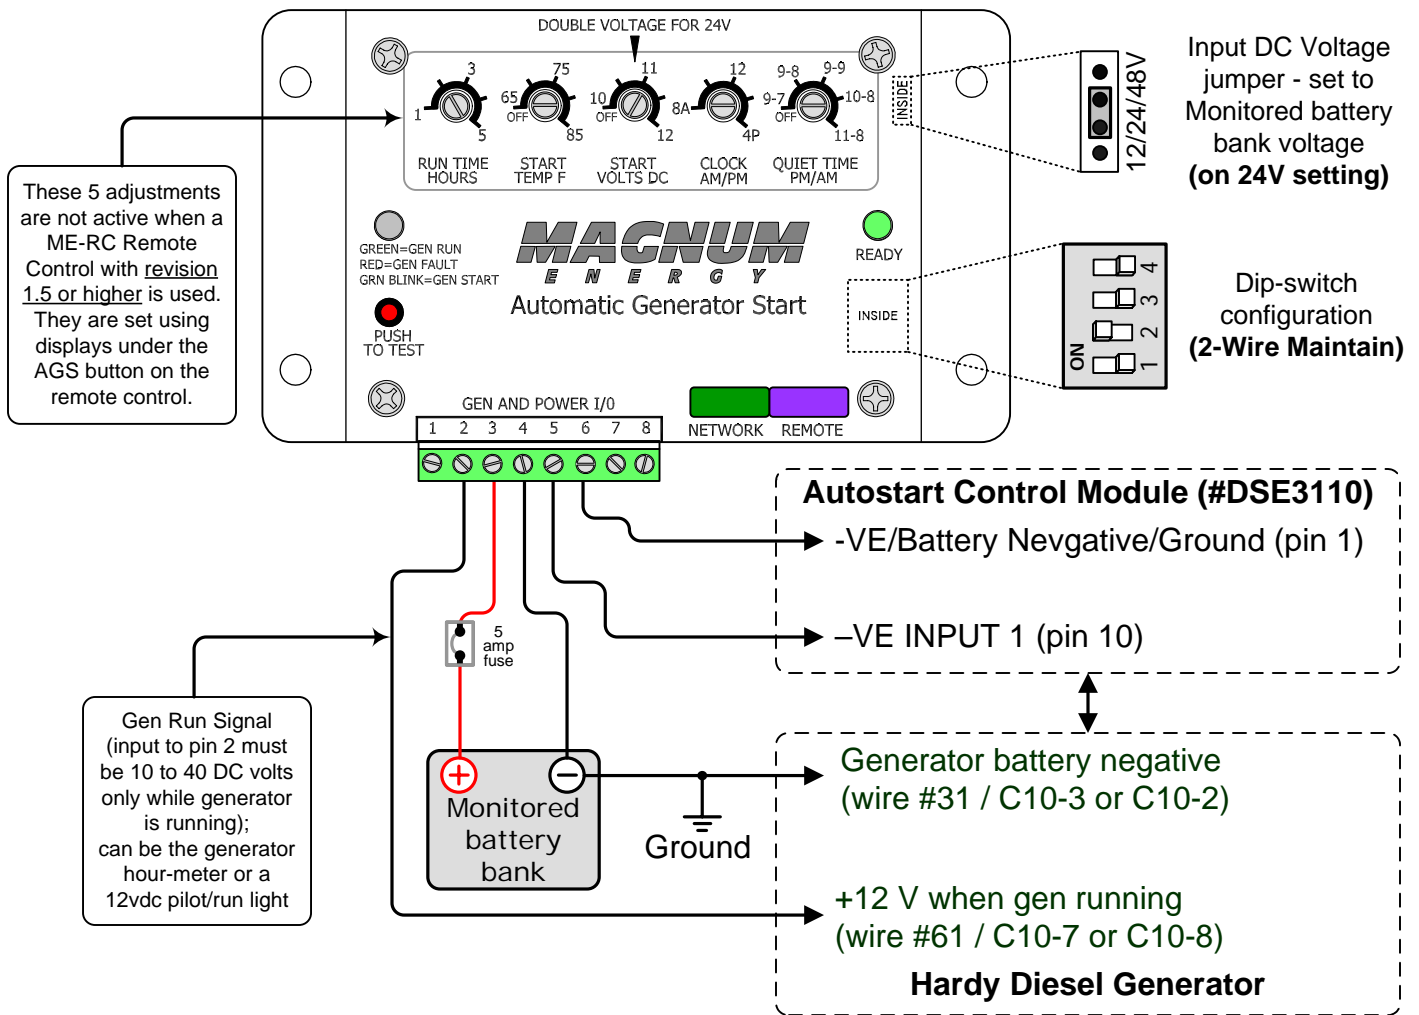 DOUBLE VOLTAGE FOR 24V
3
1
5
RUN TIME
HOURS
75
65
OFF
85
START
TEMP F
11
10
OFF
12
START
VOLTS DC
12
8A
4P
CLOCK
AM/PM
9-8
9-9
9-7
10-8
OFF
11-8
QUIET TIME
PM/AM
INSIDE
12/24/48V
Input DC Voltage
jumper - set to
Monitored battery
bank voltage
(on 24V setting)
These 5 adjustments
are not active when a
ME-RC Remote
Control with revision
1.5 or higher is used.
They are set using
displays under the
AGS button on the
remote control.
GREEN=GEN RUN
RED=GEN FAULT
GRN BLINK=GEN START
PUSH
TO TEST
MAGNUM
ENERGY
Automatic Generator Start
READY
INSIDE
4
3
2
1
ON
Dip-switch
configuration
(2-Wire Maintain)
GEN AND POWER I/0
1 2 3 4 5 6 7 8
NETWORK REMOTE
Autostart Control Module (#DSE3110)
-VE/Battery Nevgative/Ground (pin 1)
–VE INPUT 1 (pin 10)
5
amp
fuse
Gen Run Signal
(input to pin 2 must
be 10 to 40 DC volts
only while generator
is running);
can be the generator
hour-meter or a
12vdc pilot/run light
+
–
Monitored
battery
bank
Ground
Generator battery negative
(wire #31 / C10-3 or C10-2)
+12 V when gen running
(wire #61 / C10-7 or C10-8)
Hardy Diesel Generator